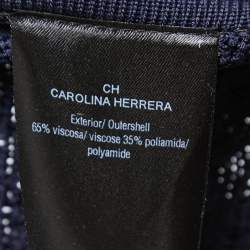 CH
CAROLINA HERRERA
Exterior/ Outershell
65% viscosa/ viscose 35% poliamida/
polyamide